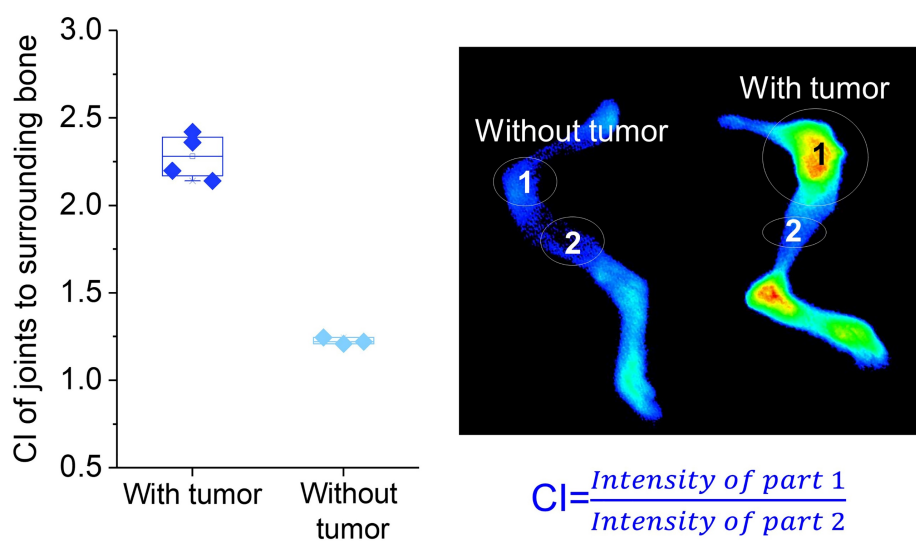 CI of joints to surrounding bone
3.0
2.5
2.0
1.5
1.0
0.5
With tumor
Without
tumor
Without tumor
1
2
With tumor
1
2
CI=Intensity of part 1
Intensity of part 2